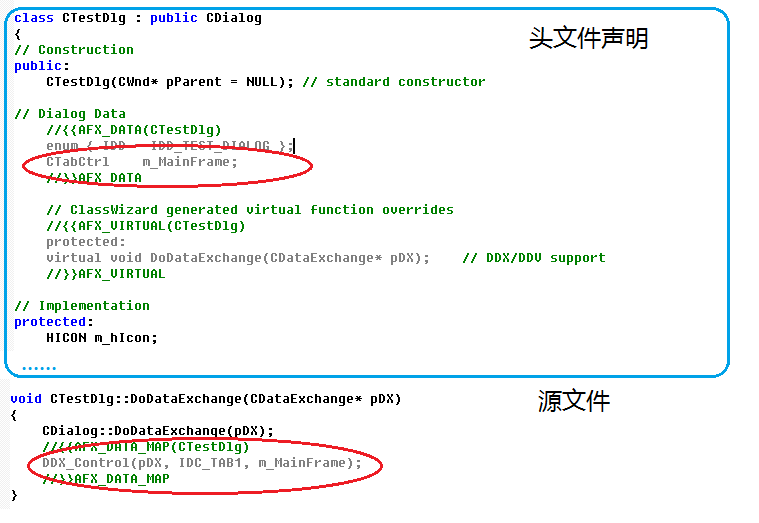 class CTestDlg : public CDialog
{
头文件声明
// Construction
public:
CTestDlg(CWnd* pParent = NULL); // standard constructor
// Dialog Data
//{{AFX_DATA(CTestDlg)
enum { IDD = IDD_TEST_DIALOG };
CTabCtrl m_MainFrame;
//}}AFX_DATA
// ClassWizard generated virtual function overrides
//{{AFX_VIRTUAL(CTestDlg)
protected:
virtual void DoDataExchange(CDataExchange* pDX); // DDX/DDV support
//}}AFX_VIRTUAL
// Implementation
protected:
HICON m_hIcon;
......
void CTestDlg::DoDataExchange(CDataExchange* pDX)
源文件
{
CDialog::DoDataExchange(pDX);
//{{AFX_DATA_MAP(CTestDlg)
DDX_Control(pDX, IDC_TAB1, m_MainFrame);
//}}AFX_DATA_MAP
}